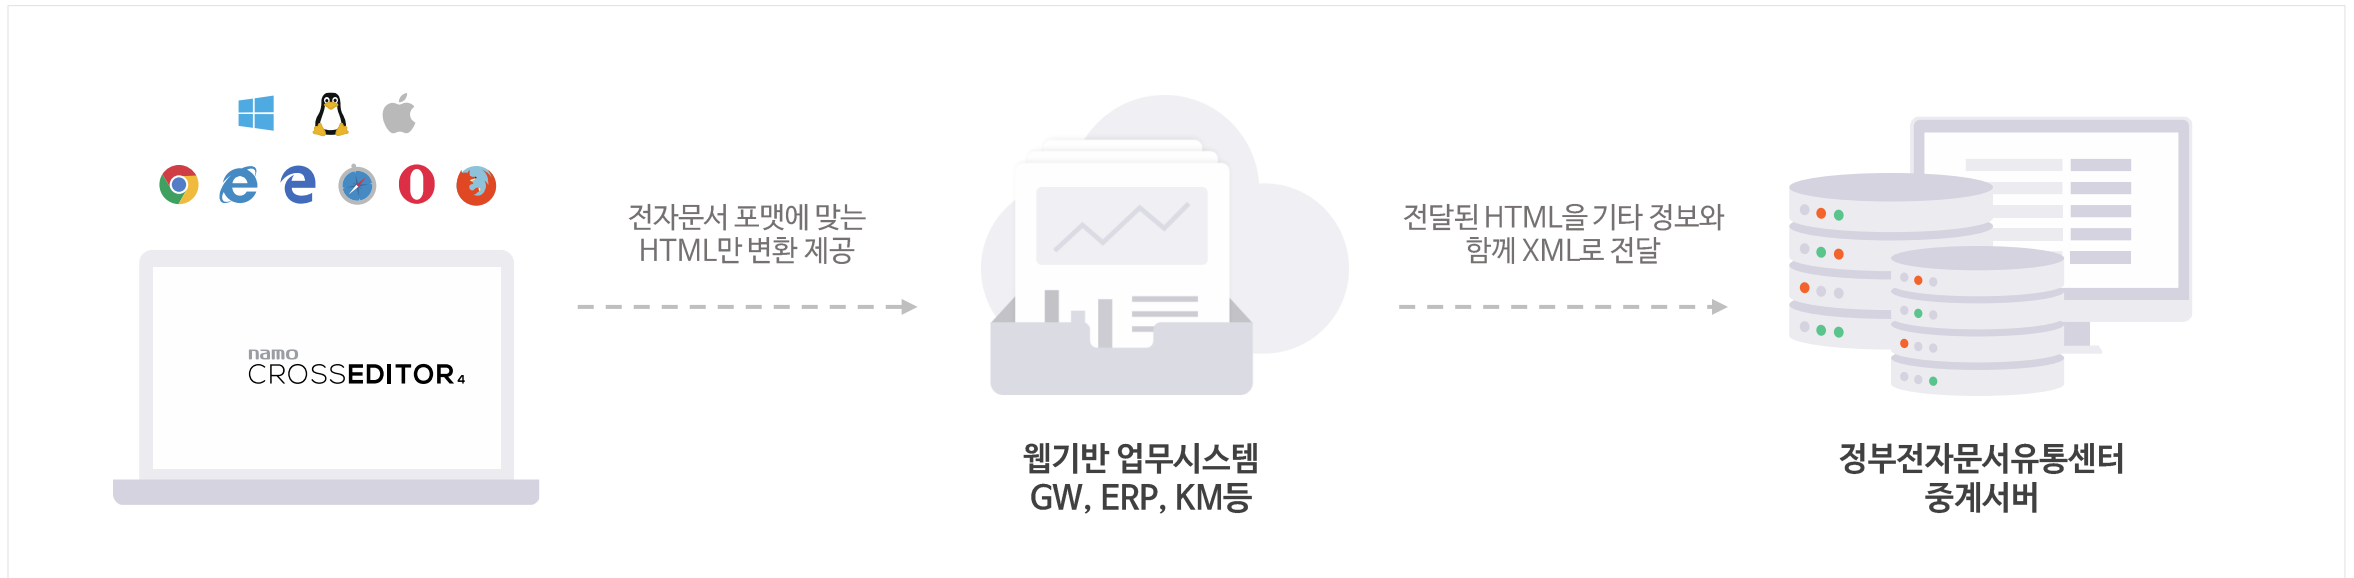 namo
CROSSEDITOR 4
전자문서 포맷에 맞는
HTML만 변환 제공
웹기반 업무시스템
GW, ERP, KM등
전달된 HTML을 기타 정보와
함께 XML로 전달
정부전자문서유통센터
중계서버